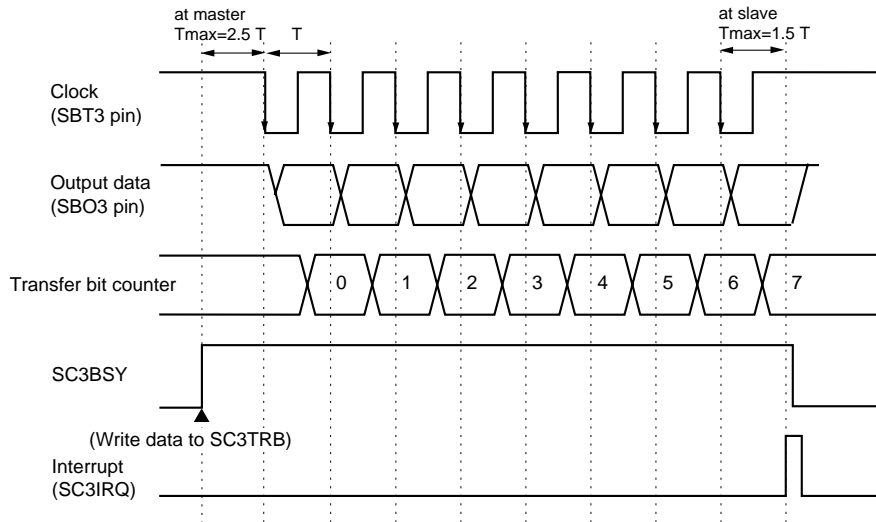 at master
Tmax=2.5 T
T
at slave
Tmax=1.5 T
Clock
(SBT3 pin)
Output data
(SBO3 pin)
Transfer bit counter
0 1 2 3 4 5 6 7
SC3BSY
(Write data to SC3TRB)
Interrupt
(SC3IRQ)